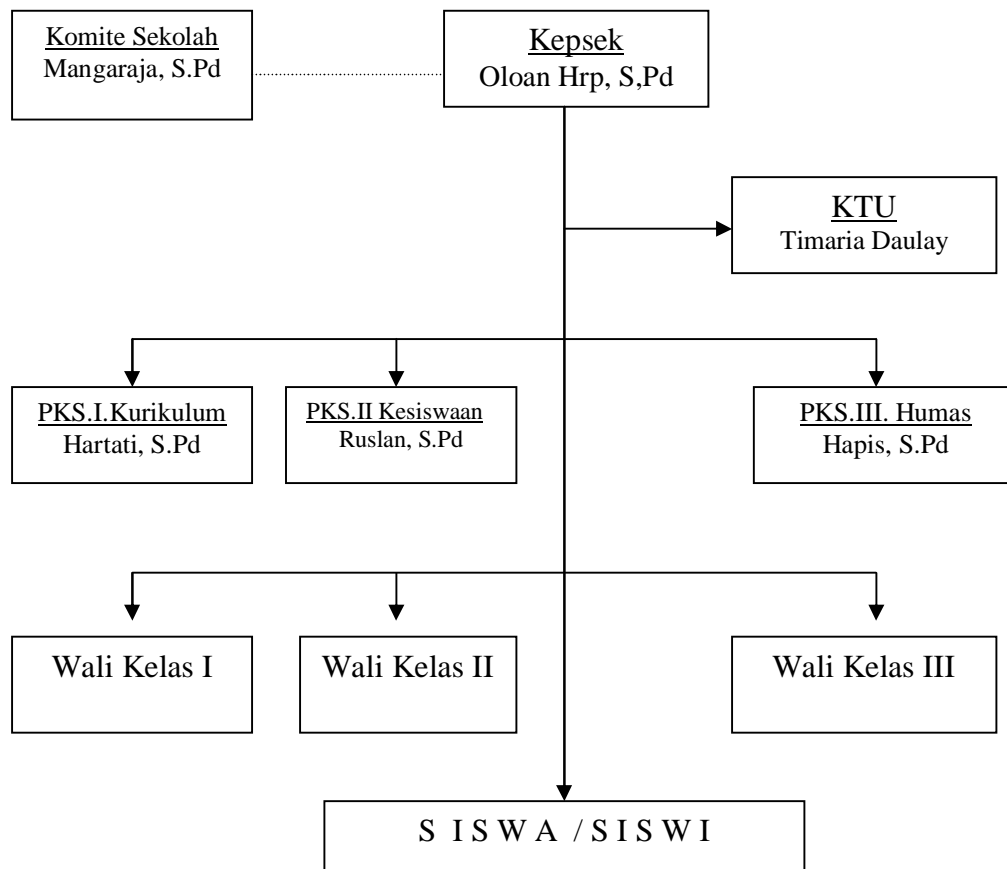 Komite Sekolah
Mangaraja, S.Pd
Kepsek
Oloan Hrp, S,Pd
KTU
Timaria Daulay
PKS.I.Kurikulum
Hartati, S.Pd
PKS.II Kesiswaan
Ruslan, S.Pd
PKS.III. Humas
Hapis, S.Pd
Wali Kelas I
Wali Kelas II
Wali Kelas III
S I S W A / S I S W I